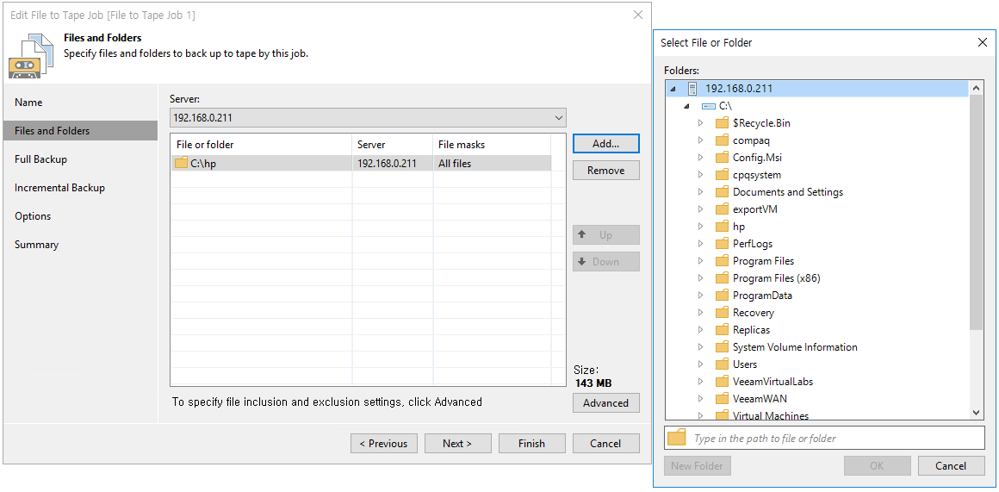 Edit File to Tape Job [File to Tape Job 1]
Files and Folders
Specify files and folders to back up to tape by this job.
Name
Files and Folders
Full Backup
Incremental Backup
Options
Summary
Server:
192.168.0.211
File or folder Server File masks
C:\hp 192.168.0.211 All files
Add...
Remove
Up
Down
Size:
143 MB
To specify file inclusion and exclusion settings, click Advanced
Advanced
< Previous Next > Finish Cancel
Select File or Folder
Folders:
192.168.0.211
C:\
$Recycle.Bin
compaq
Config.Msi
cpqsystem
Documents and Settings
exportVM
hp
PerfLogs
Program Files
Program Files (x86)
ProgramData
Recovery
Replicas
System Volume Information
Users
VeeamVirtualLabs
VeeamWAN
Virtual Machines
Type in the path to file or folder
New Folder OK Cancel